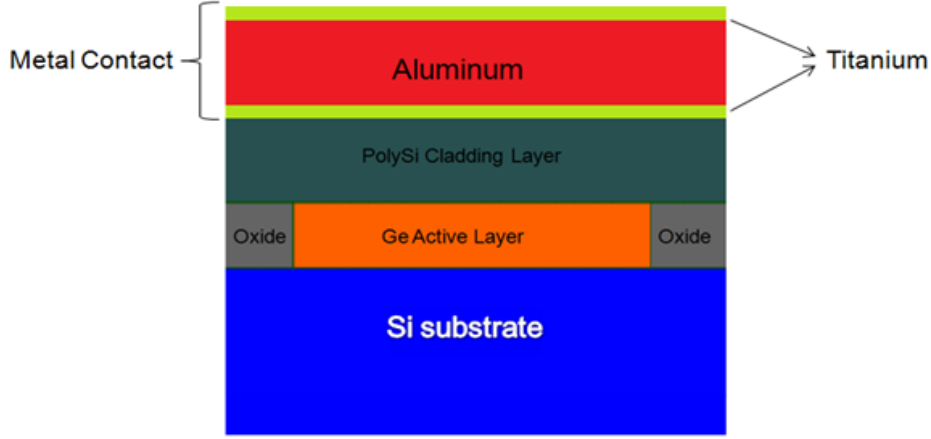 Metal Contact
Aluminum
Titanium
PolySi Cladding Layer
Oxide
Ge Active Layer
Oxide
Si substrate